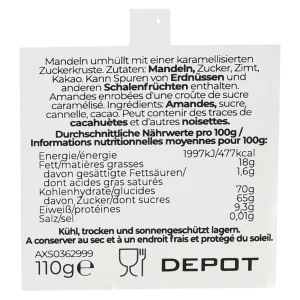 Mandeln umhüllt mit einer karamellisierten
Zuckerkruste. Zutaten: Mandeln, Zucker, Zimt,
Kakao. Kann Spuren von Erdnüssen und
anderen Schalenfrüchten enthalten.
Amandes enrobées d'une croûte de sucre
caramélisé. Ingrédients: Amandes, sucre,
cannelle, cacao. Peut contenir des traces de
cacahuètes et d'autres noisettes.
Durchschnittliche Nährwerte pro 100g/
Informations nutritionnelles moyennes pour 100g:
Energie/énergie 1997kJ/477kcal
Fett/matières grasses 18g
davon gesättigte Fettsäuren/ 1,6g
dont acides gras saturés
Kohlenhydrate/glucides 70g
davon Zucker/dont sucres 65g
Eiweiß/protéines 9,3g
Salz/sel 0,01g
Kühl, trocken und sonnengeschützt lagern.
A conserver au sec et à un endroit frais et protégé du soleil.
AXS0362999
110g e DEPOT